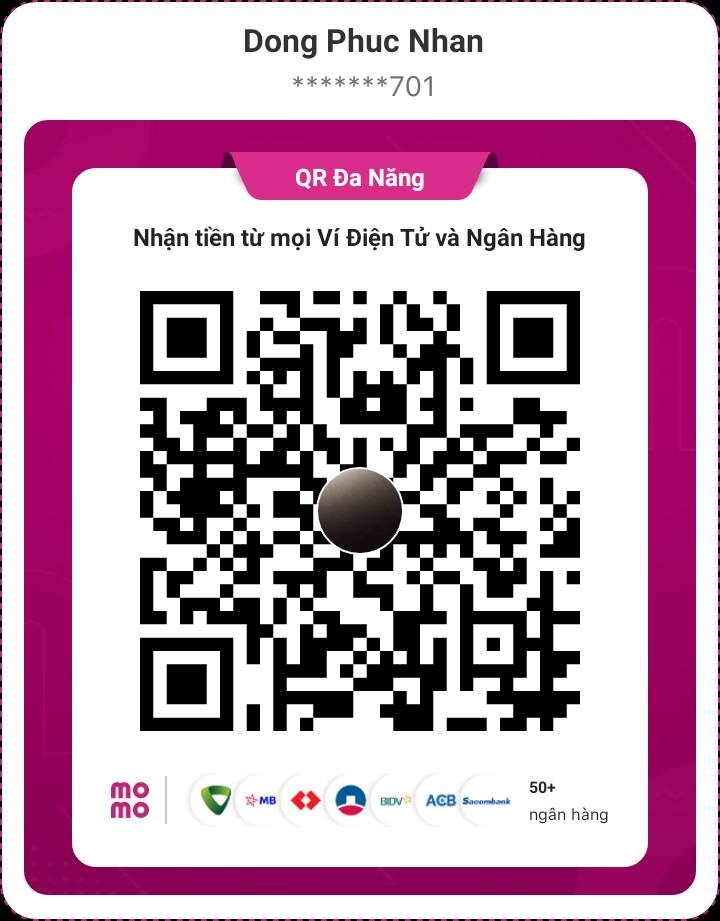 Dong Phuc Nhan
*******701
QR Đa Năng
Nhận tiền từ mọi Ví Điện Tử và Ngân Hàng
mo
mo
MB
BIDV
ACB
Sacombank
50+
ngân hàng